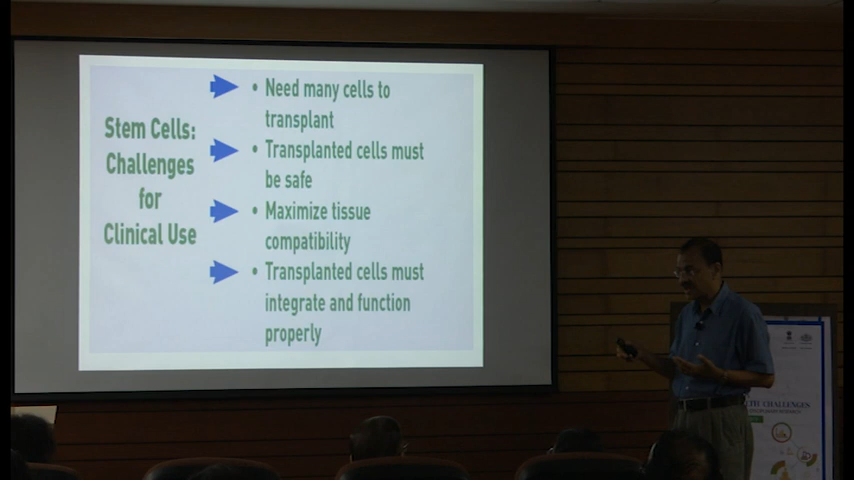 Stem Cells:
Challenges
for
Clinical Use
• Need many cells to
transplant
• Transplanted cells must
be safe
• Maximize tissue
compatibility
• Transplanted cells must
integrate and function
properly
CHALLENGES